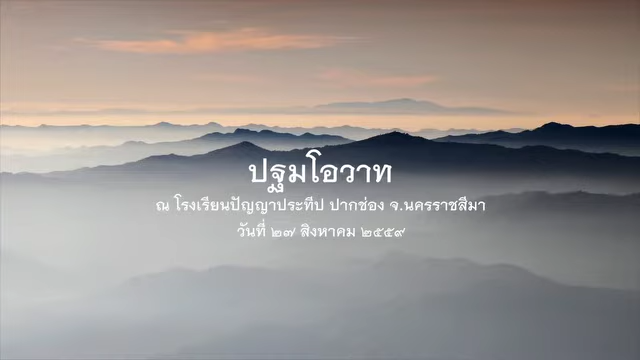 ปฐมโอวาท
ณ โรงเรียนปัญญาประทีป ปากช่อง จ.นครราชสีมา
วันที่ ๒๗ สิงหาคม ๒๕๕๙